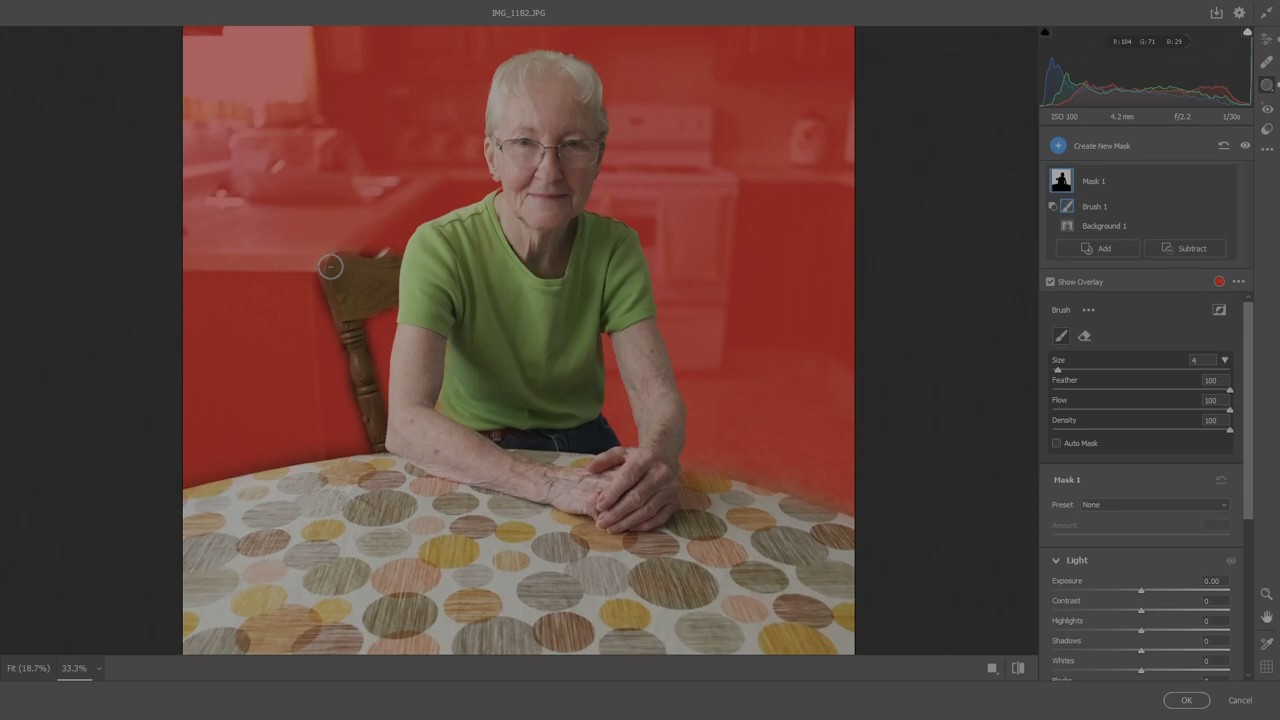 IMG_1182.JPG
R:104 G:71 B:29
ISO 100 4.2 mm f/2.2 1/30s
Create New Mask
Mask 1
Brush 1
Background 1
Add Subtract
Show Overlay
Brush
Size 4
Feather 100
Flow 100
Density 100
Auto Mask
Mask 1
Preset None
Amount
Light
Exposure 0.00
Contrast 0
Highlights 0
Shadows 0
Whites 0
Fit (18.7%) 33.3%
OK Cancel